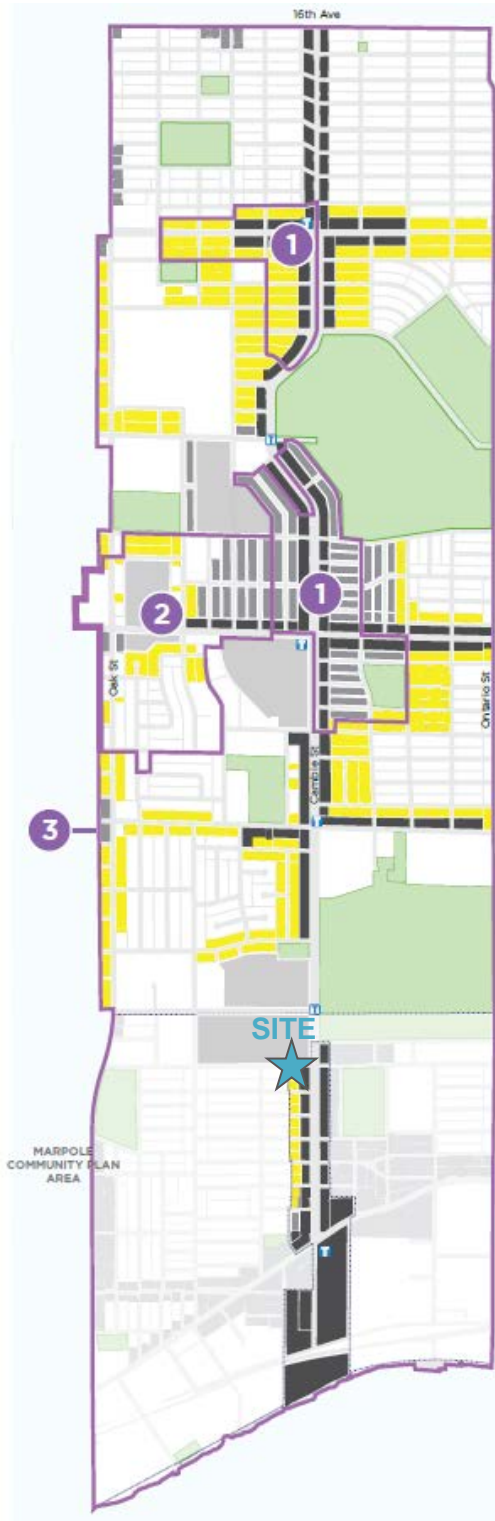 16th Ave
T
1
T
1
2
T
Oak St
Cambie St
Ontario St
T
3
T
SITE
MARPOLE
COMMUNITY PLAN
AREA
T